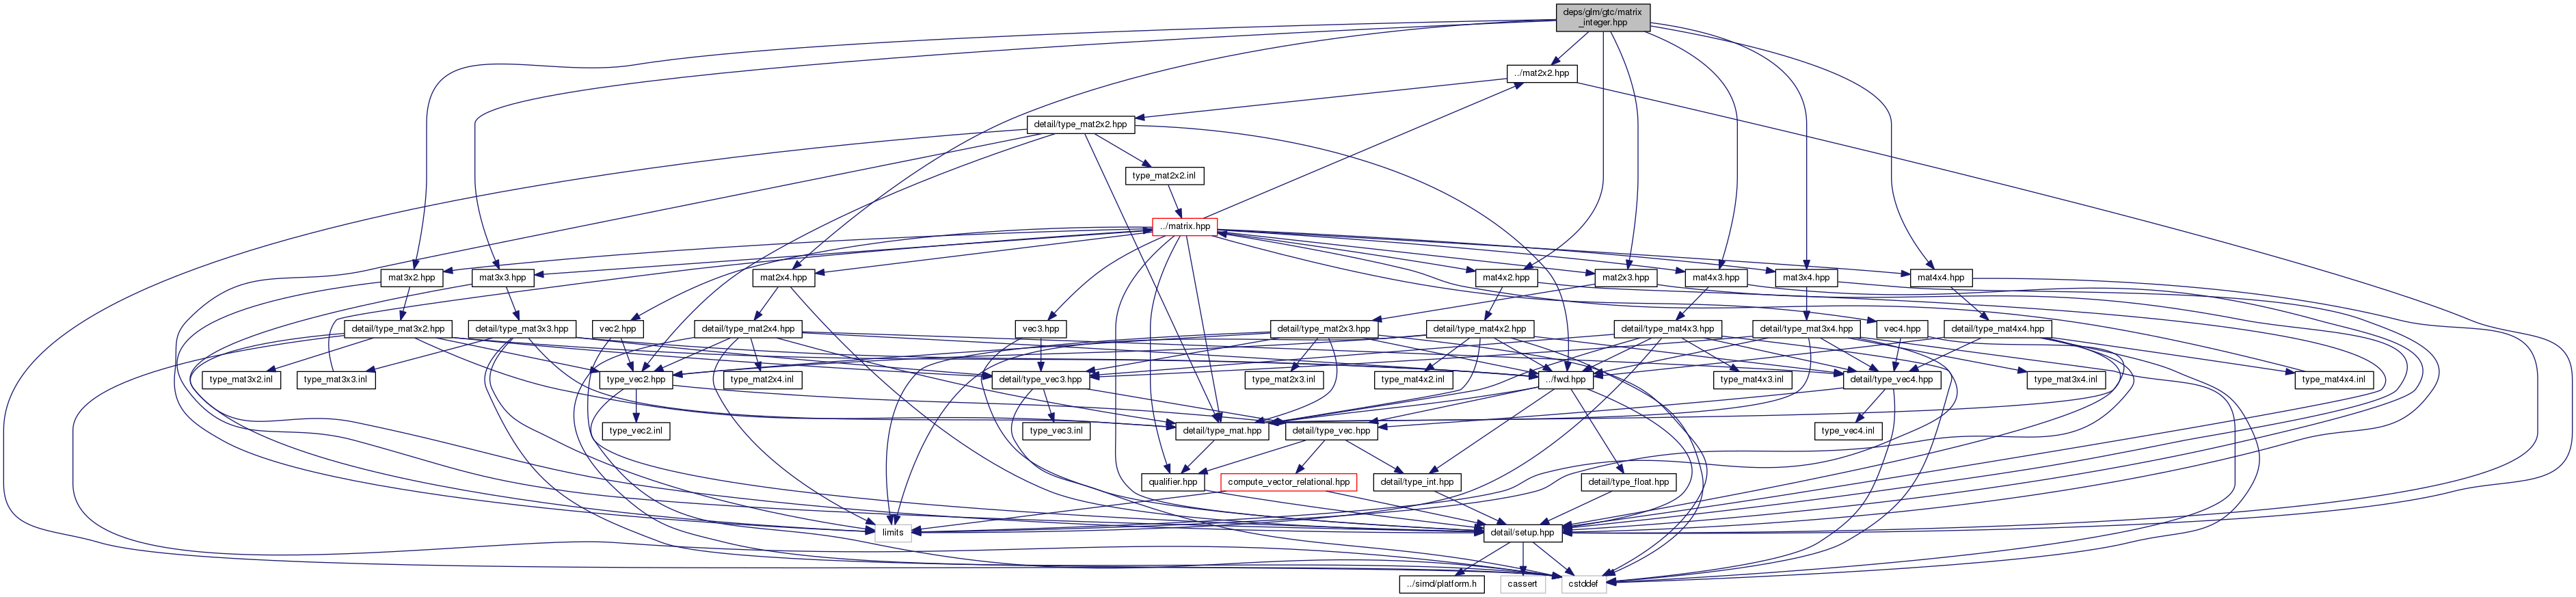 deps/glm/gtc/matrix
_integer.hpp
../mat2x2.hpp
detail/type_mat2x2.hpp
type_mat2x2.inl
../matrix.hpp
mat3x2.hpp
mat3x3.hpp
mat2x4.hpp
mat4x2.hpp
mat2x3.hpp
mat4x3.hpp
mat3x4.hpp
mat4x4.hpp
detail/type_mat3x2.hpp
detail/type_mat3x3.hpp
vec2.hpp
detail/type_mat2x4.hpp
vec3.hpp
detail/type_mat2x3.hpp
detail/type_mat4x2.hpp
detail/type_mat4x3.hpp
detail/type_mat3x4.hpp
vec4.hpp
detail/type_mat4x4.hpp
type_mat3x2.inl
type_mat3x3.inl
type_vec2.hpp
type_mat2x4.inl
detail/type_vec3.hpp
type_mat2x3.inl
type_mat4x2.inl
../fwd.hpp
type_mat4x3.inl
detail/type_vec4.hpp
type_mat3x4.inl
type_mat4x4.inl
type_vec2.inl
type_vec3.inl
detail/type_mat.hpp
detail/type_vec.hpp
type_vec4.inl
qualifier.hpp
compute_vector_relational.hpp
detail/type_int.hpp
detail/type_float.hpp
limits
detail/setup.hpp
../simd/platform.h
cassert
cstddef